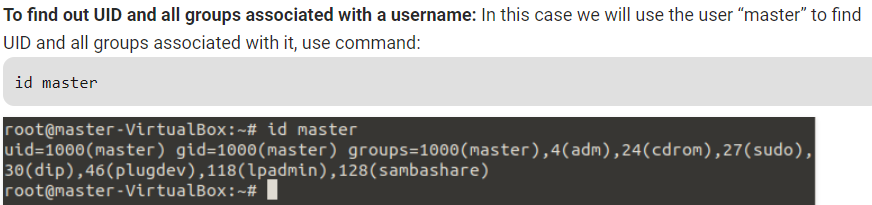 To find out UID and all groups associated with a username: In this case we will use the user “master” to find
UID and all groups associated with it, use command:
id master
root@master-VirtualBox:~# id master
uid=1000(master) gid=1000(master) groups=1000(master),4(adm),24(cdrom),27(sudo),
30(dip),46(plugdev),118(lpadmin),128(sambashare)
root@master-VirtualBox:~#